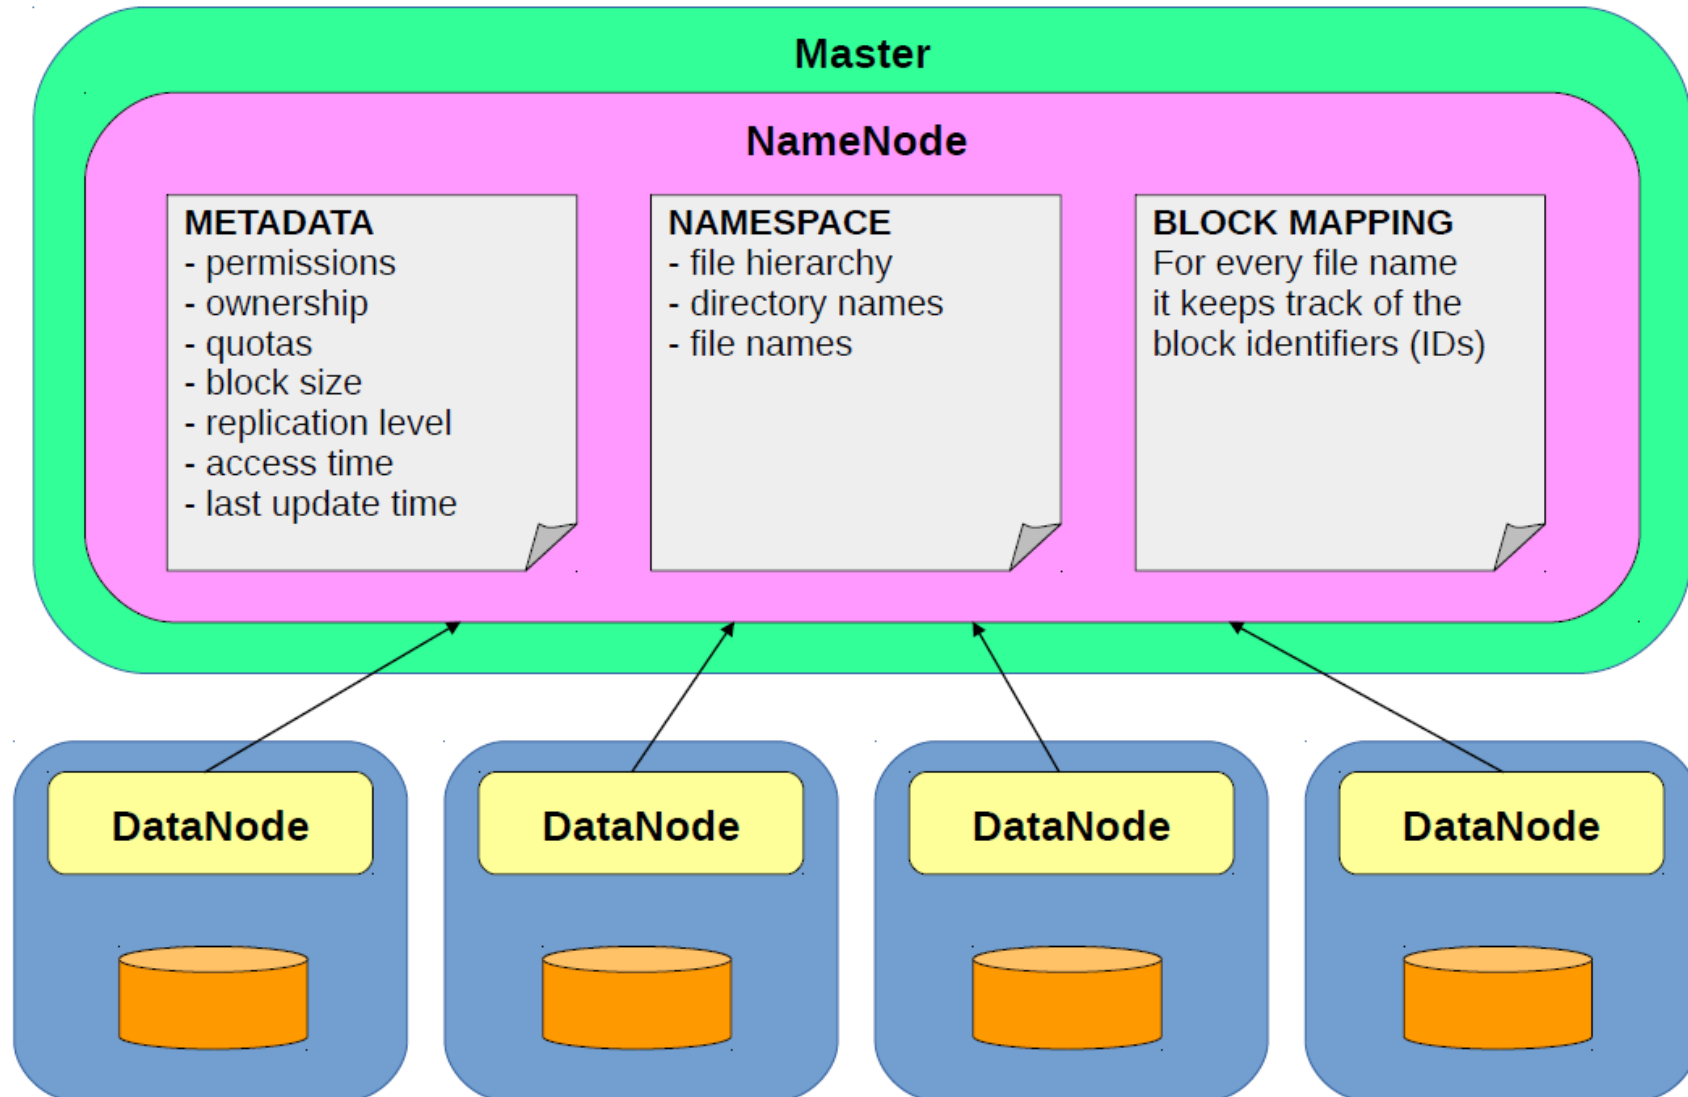 Master
NameNode
METADATA
- permissions
- ownership
- quotas
- block size
- replication level
- access time
- last update time
NAMESPACE
- file hierarchy
- directory names
- file names
BLOCK MAPPING
For every file name
it keeps track of the
block identifiers (IDs)
DataNode
DataNode
DataNode
DataNode